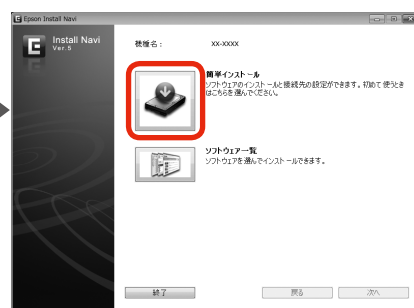 Epson Install Navi
Install Navi
Ver.5
機種名： XX-XXXX
簡単インストール
ソフトウェアのインストールと接続先の設定ができます。初めて使うとき
はこちらを選んでください。
ソフトウェア一覧
ソフトウェアを選んでインストールできます。
終了 戻る 次へ